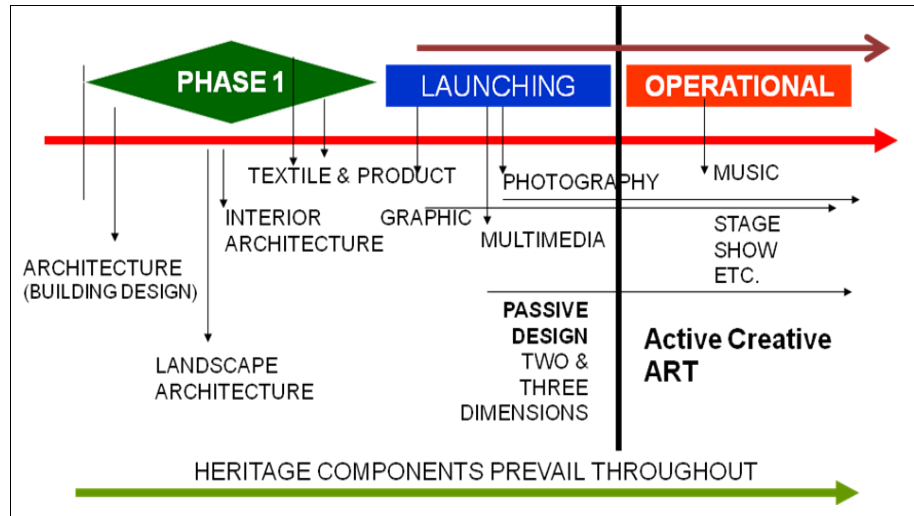 PHASE 1
LAUNCHING
OPERATIONAL
TEXTILE & PRODUCT
PHOTOGRAPHY
MUSIC
INTERIOR
ARCHITECTURE
GRAPHIC
MULTIMEDIA
STAGE
SHOW
ETC.
ARCHITECTURE
(BUILDING DESIGN)
LANDSCAPE
ARCHITECTURE
PASSIVE
DESIGN
TWO &
THREE
DIMENSIONS
Active Creative
ART
HERITAGE COMPONENTS PREVAIL THROUGHOUT